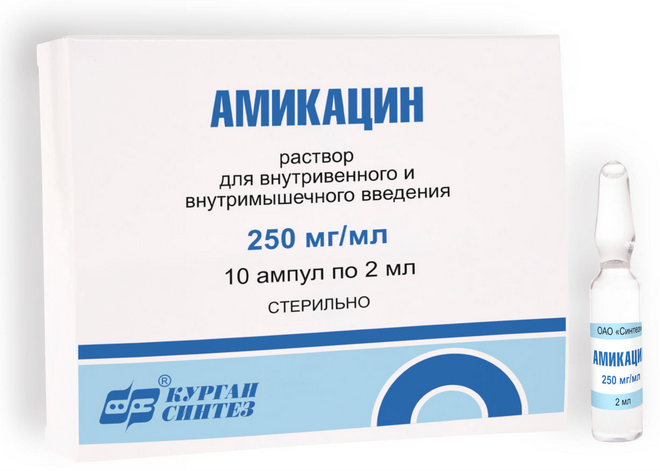 АМИКАЦИН
раствор
для внутривенного и
внутримышечного введения
250 мг/мл
10 ампул по 2 мл
СТЕРИЛЬНО
®
КУРГАН
СИНТЕЗ
ОАО «Синтез»
АМИКАЦИН
250 мг/мл
2 мл